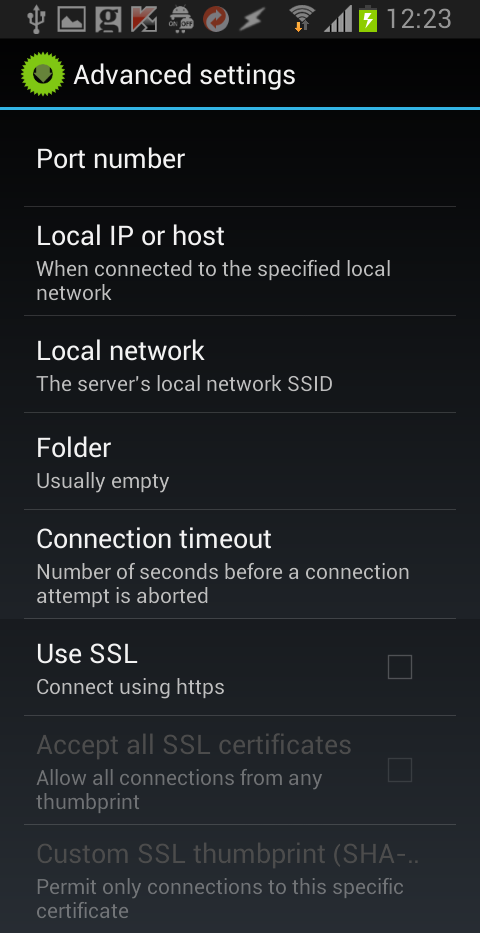 12:23
Advanced settings
Port number
Local IP or host
When connected to the specified local
network
Local network
The server's local network SSID
Folder
Usually empty
Connection timeout
Number of seconds before a connection
attempt is aborted
Use SSL
Connect using https
Accept all SSL certificates
Allow all connections from any
thumbprint
Custom SSL thumbprint (SHA-..
Permit only connections to this specific
certificate